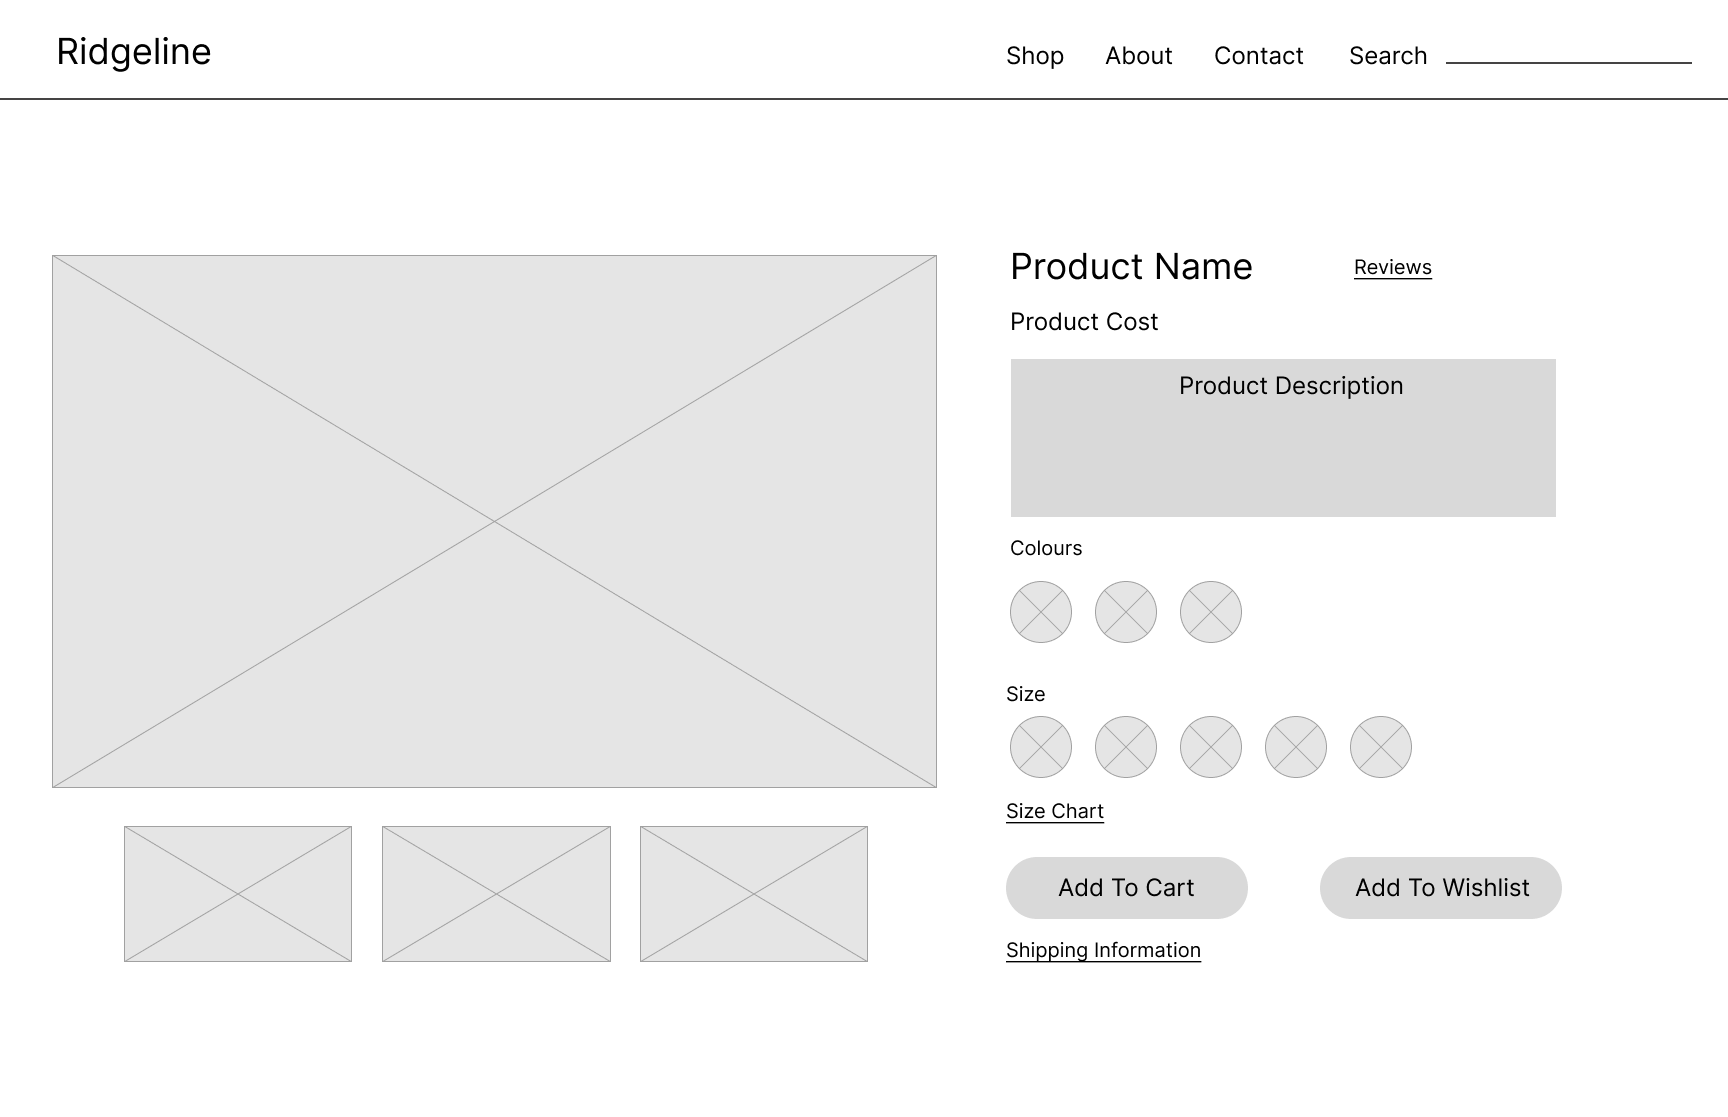 Ridgeline
Shop About Contact Search
Product Name Reviews
Product Cost
Product Description
Colours
Size
Size Chart
Add To Cart Add To Wishlist
Shipping Information